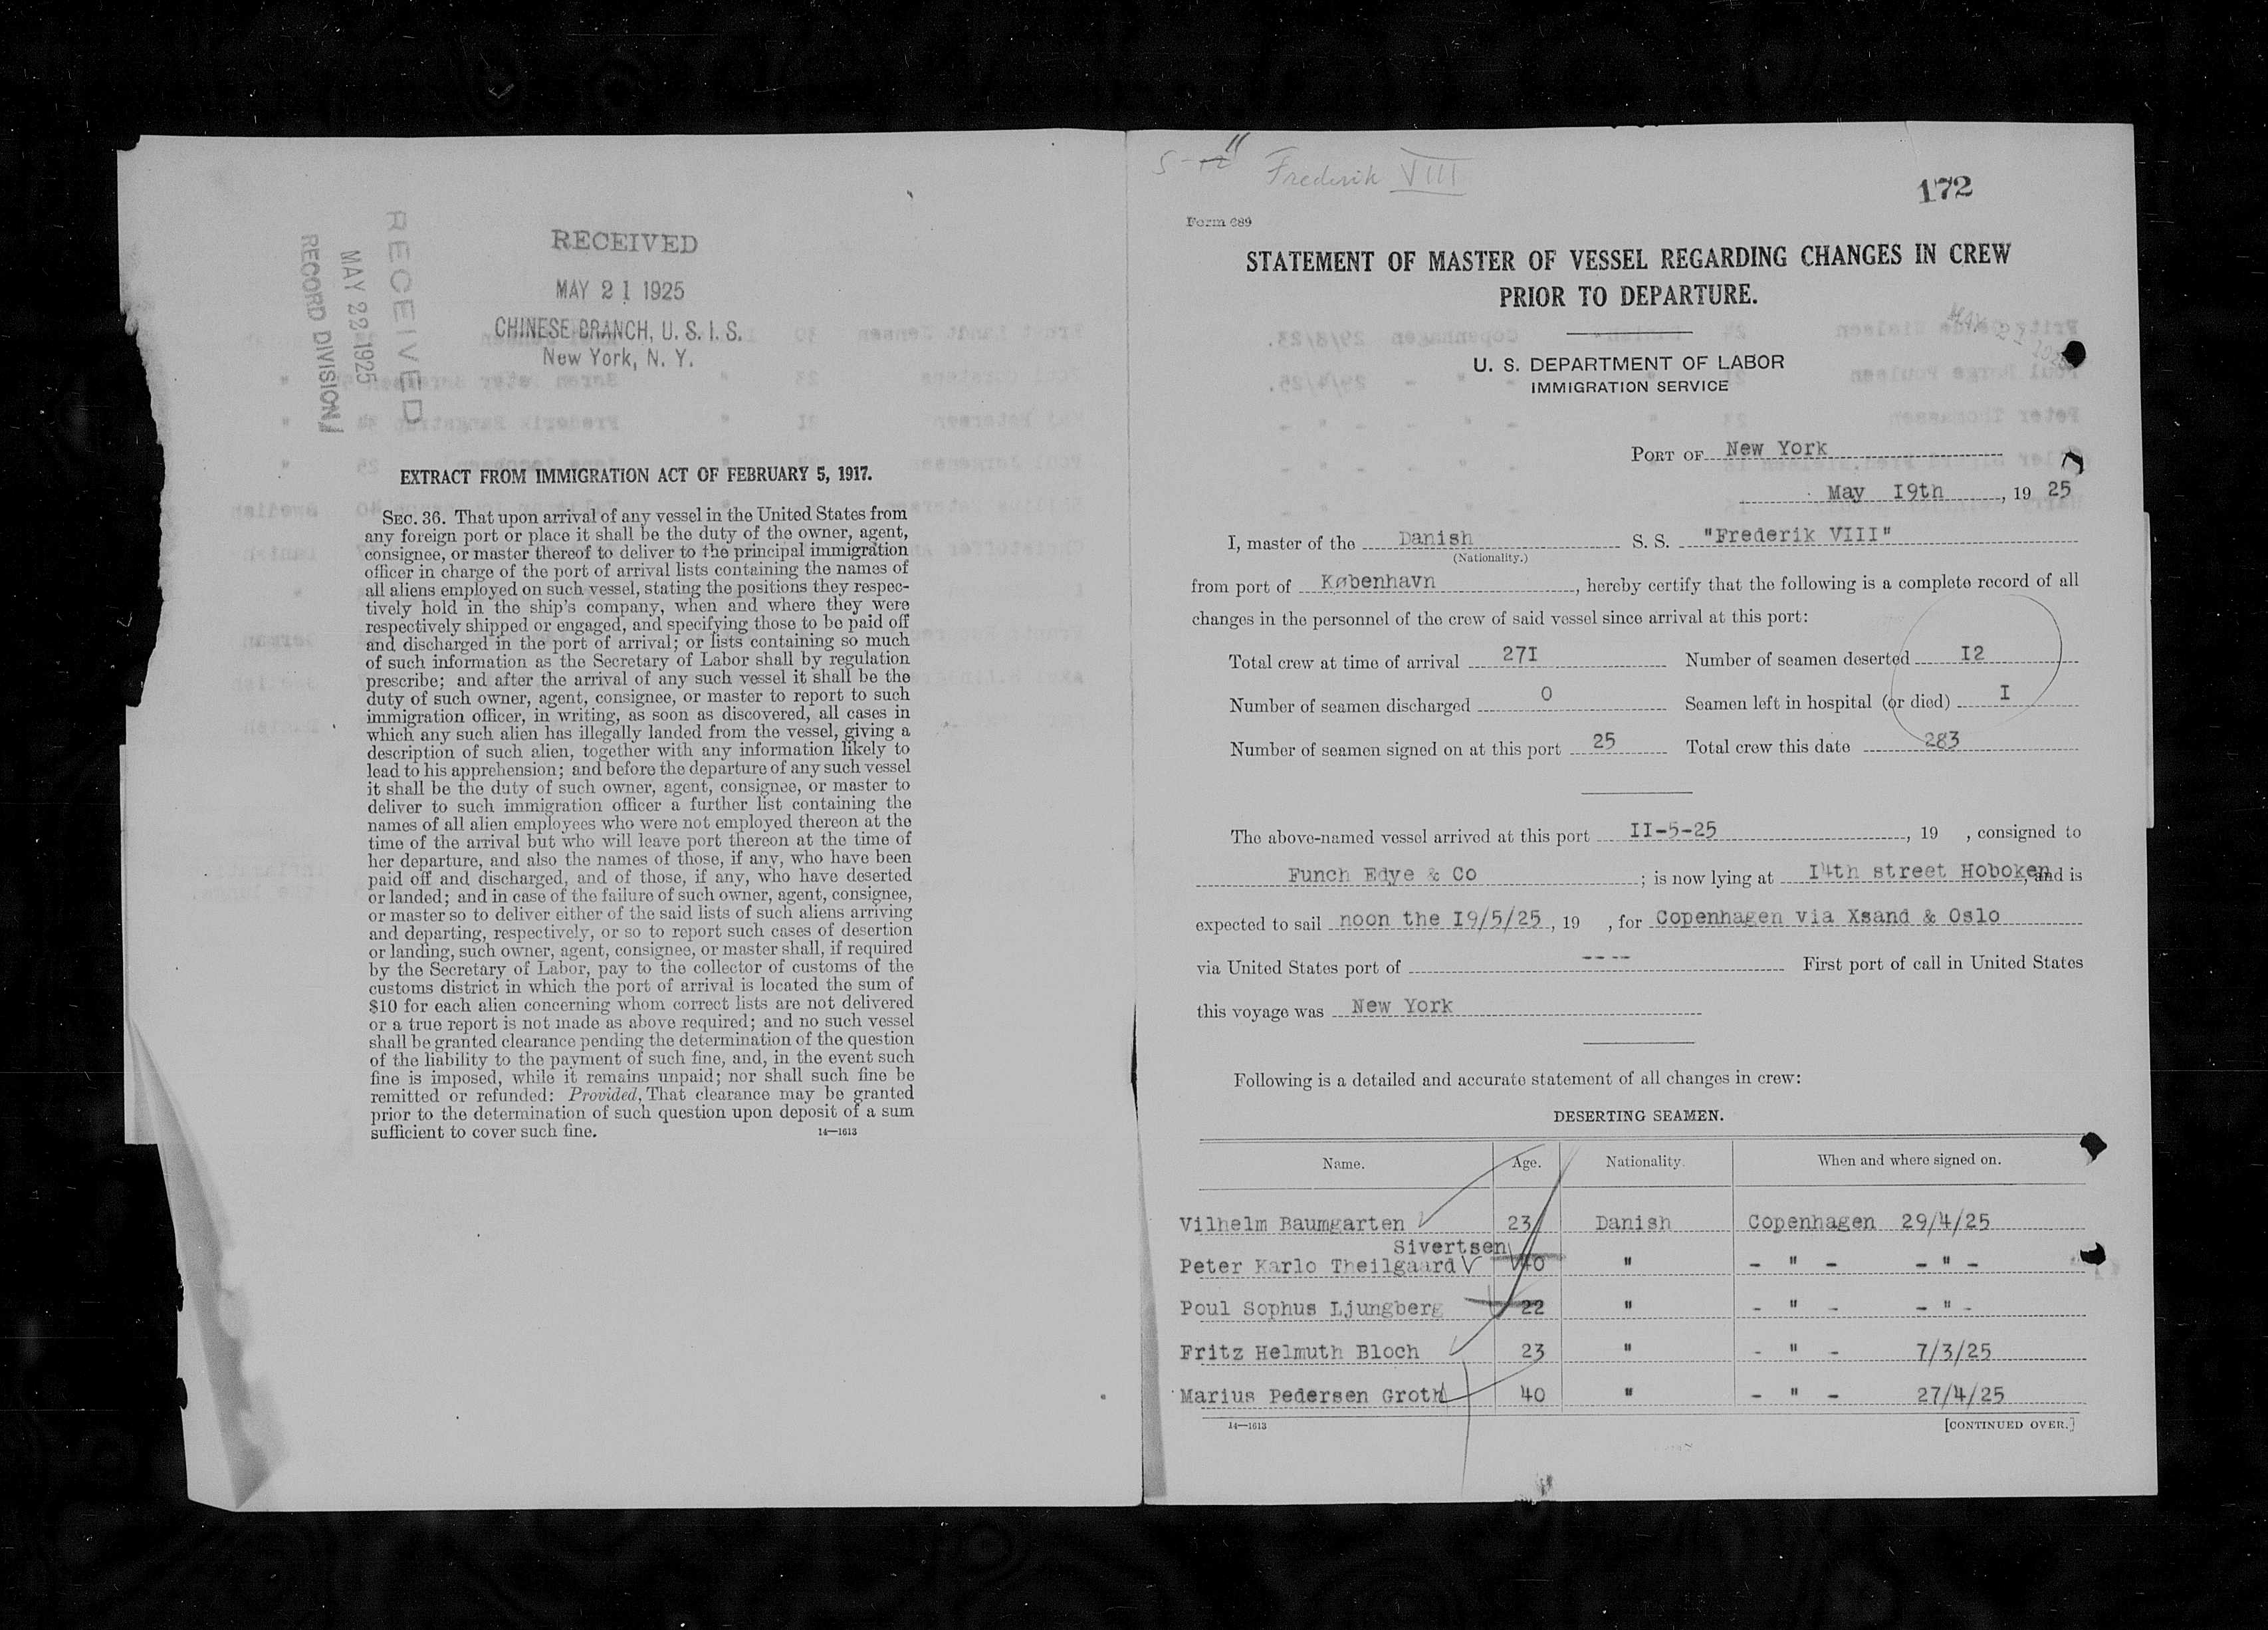 RECEIVED
MAY 22 1925
RECORD DIVISION
RECEIVED
MAY 21 1925
CHINESE BRANCH, U. S. I. S.
New York, N. Y.
EXTRACT FROM IMMIGRATION ACT OF FEBRUARY 5, 1917.
SEC. 36. That upon arrival of any vessel in the United States from
any foreign port or place it shall be the duty of the owner, agent,
consignee, or master thereof to deliver to the principal immigration
officer in charge of the port of arrival lists containing the names of
all aliens employed on such vessel, stating the positions they respec-
tively hold in the ship's company, when and where they were
respectively shipped or engaged, and specifying those to be paid off
and discharged in the port of arrival; or lists containing so much
of such information as the Secretary of Labor shall by regulation
prescribe; and after the arrival of any such vessel it shall be the
duty of such owner, agent, consignee, or master to report to such
immigration officer, in writing, as soon as discovered, all cases in
which any such alien has illegally landed from the vessel, giving a
description of such alien, together with any information likely to
lead to his apprehension; and before the departure of any such vessel
it shall be the duty of such owner, agent, consignee, or master to
deliver to such immigration officer a further list containing the
names of all alien employees who were not employed thereon at the
time of the arrival but who will leave port thereon at the time of
her departure, and also the names of those, if any, who have been
paid off and discharged, and of those, if any, who have deserted
or landed; and in case of the failure of such owner, agent, consignee,
or master so to deliver either of the said lists of such aliens arriving
and departing, respectively, or so to report such cases of desertion
or landing, such owner, agent, consignee, or master shall, if required
by the Secretary of Labor, pay to the collector of customs of the
customs district in which the port of arrival is located the sum of
$10 for each alien concerning whom correct lists are not delivered
or a true report is not made as above required; and no such vessel
shall be granted clearance pending the determination of the question
of the liability to the payment of such fine, and, in the event such
fine is imposed, while it remains unpaid; nor shall such fine be
remitted or refunded: Provided, That clearance may be granted
prior to the determination of such question upon deposit of a sum
sufficient to cover such fine. 14—1613
5-11 Frederik VIII
172
Form 689
STATEMENT OF MASTER OF VESSEL REGARDING CHANGES IN CREW
PRIOR TO DEPARTURE.
MAY 21 1925
U. S. DEPARTMENT OF LABOR
IMMIGRATION SERVICE
PORT OF New York
May I9th, 19 25
I, master of the Danish S. S. "Frederik VIII"
(Nationality.)
from port of København, hereby certify that the following is a complete record of all
changes in the personnel of the crew of said vessel since arrival at this port:
Total crew at time of arrival 27I Number of seamen deserted I2
Number of seamen discharged 0 Seamen left in hospital (or died) I
Number of seamen signed on at this port 25 Total crew this date 283
The above-named vessel arrived at this port II-5-25, 19 , consigned to
Funch Edye & Co; is now lying at I4th street Hoboken, and is
expected to sail noon the I9/5/25, 19 , for Copenhagen via Xsand & Oslo
via United States port of ---- First port of call in United States
this voyage was New York
Following is a detailed and accurate statement of all changes in crew:
DESERTING SEAMEN.
Name. Age. Nationality. When and where signed on.
Vilhelm Baumgarten 23 Danish Copenhagen 29/4/25
Sivertsen
Peter Karlo Theilgaard 40 " - " - - " -
Poul Sophus Ljungberg 22 " - " - - " -
Fritz Helmuth Bloch 23 " - " - 7/3/25
Marius Pedersen Groth 40 " - " - 27/4/25
14—1613 [CONTINUED OVER.]